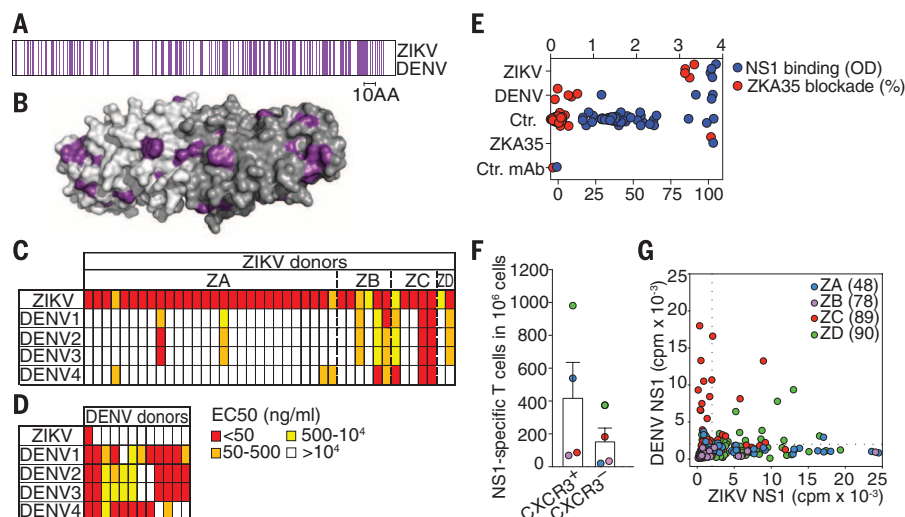 A
ZIKV
DENV
10AA
B
C
ZIKV donors
ZA ZB ZC ZD
ZIKV
DENV1
DENV2
DENV3
DENV4
D
DENV donors
ZIKV
DENV1
DENV2
DENV3
DENV4
EC50 (ng/ml)
<50 500-10⁴
50-500 >10⁴
E
0 1 2 3 4
ZIKV
DENV
Ctr.
ZKA35
Ctr. mAb
0 25 50 75 100
NS1 binding (OD)
ZKA35 blockade (%)
F
NS1-specific T cells in 10⁶ cells
1200
1000
800
600
400
200
0
CXCR3⁺
CXCR3⁻
G
DENV NS1 (cpm x 10⁻³)
25
20
15
10
5
0
0 5 10 15 20 25
ZIKV NS1 (cpm x 10⁻³)
ZA (48)
ZB (78)
ZC (89)
ZD (90)